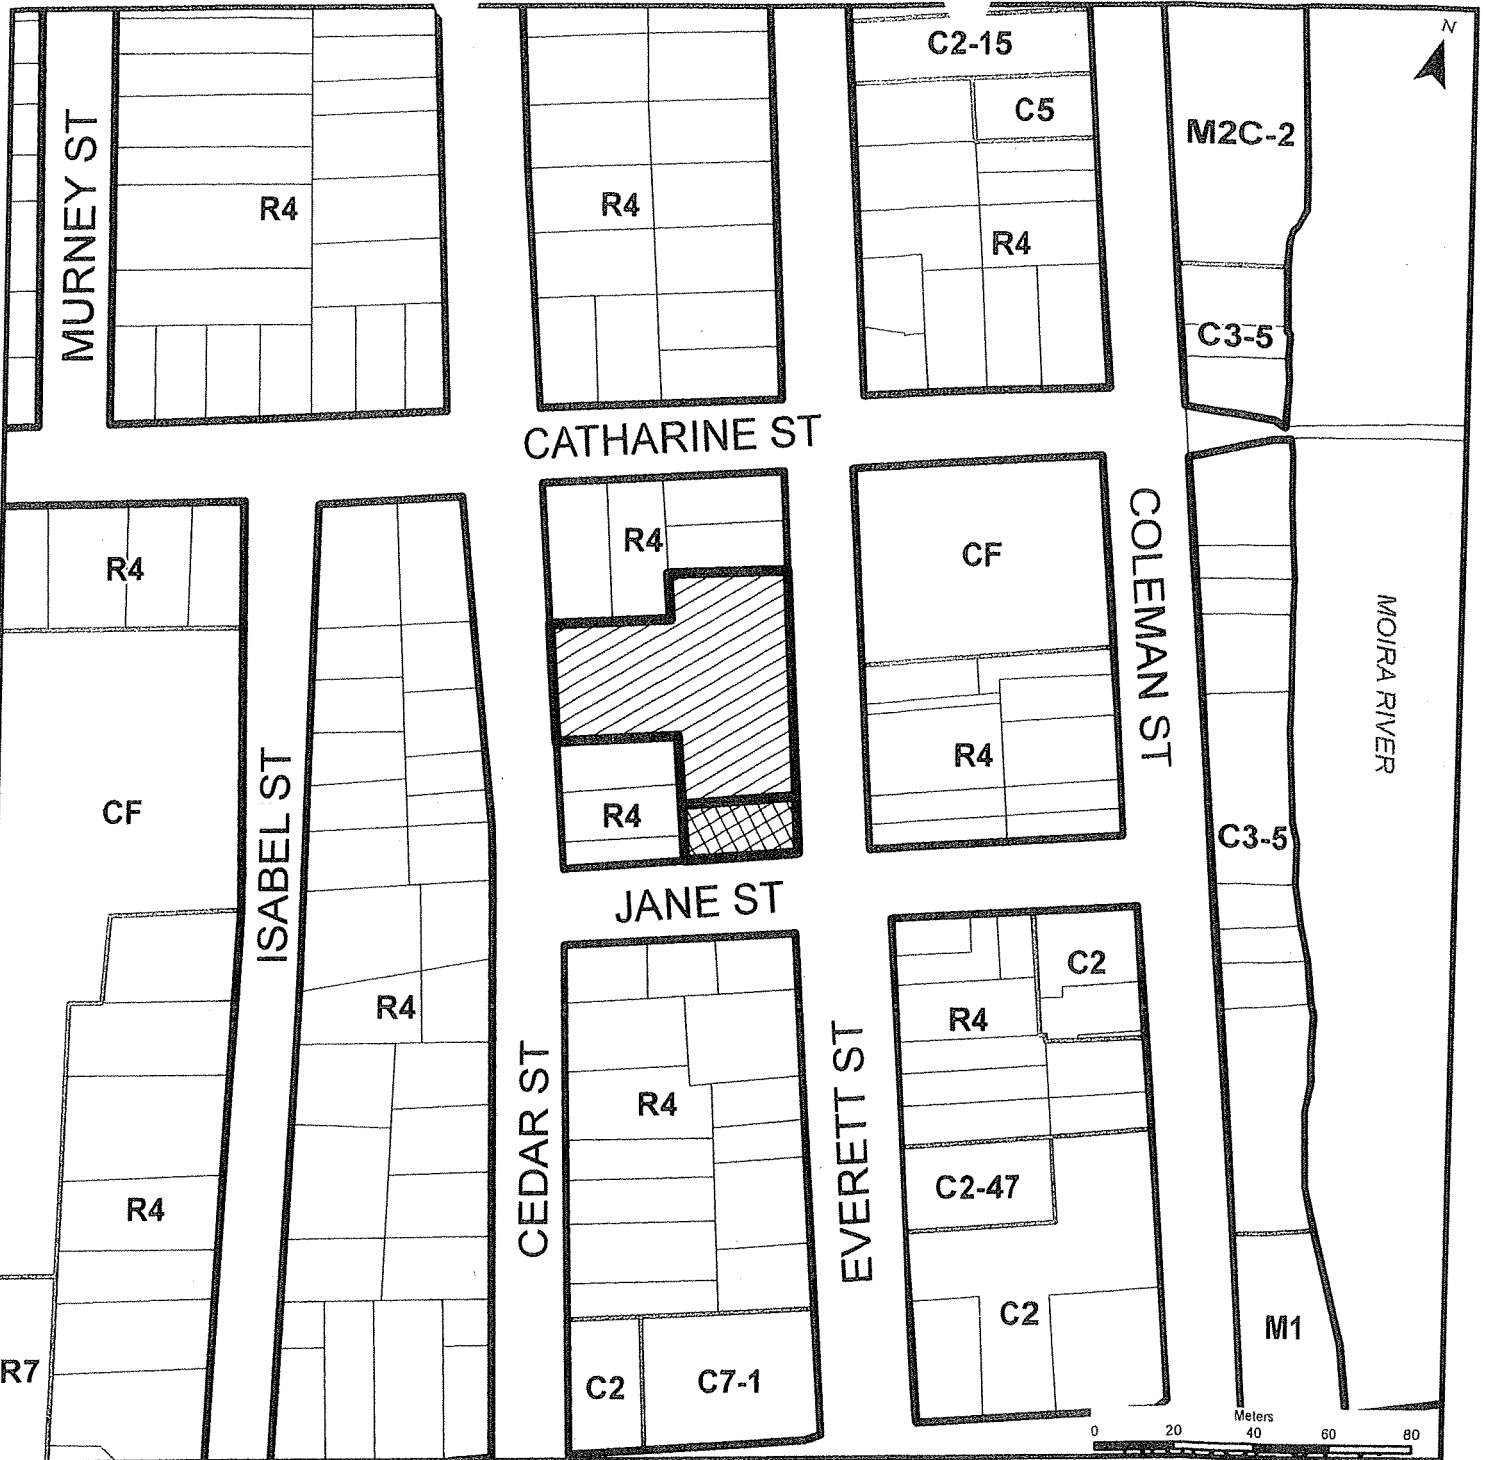 N
C2-15
C5
M2C-2
MURNEY ST
R4
R4
R4
C3-5
CATHARINE ST
R4
R4
CF
COLEMAN ST
MOIRA RIVER
CF
ISABEL ST
R4
R4
C3-5
JANE ST
R4
C2
R4
CEDAR ST
R4
EVERETT ST
R4
C2-47
R7
C2
C7-1
C2
M1
Meters
0 20 40 60 80